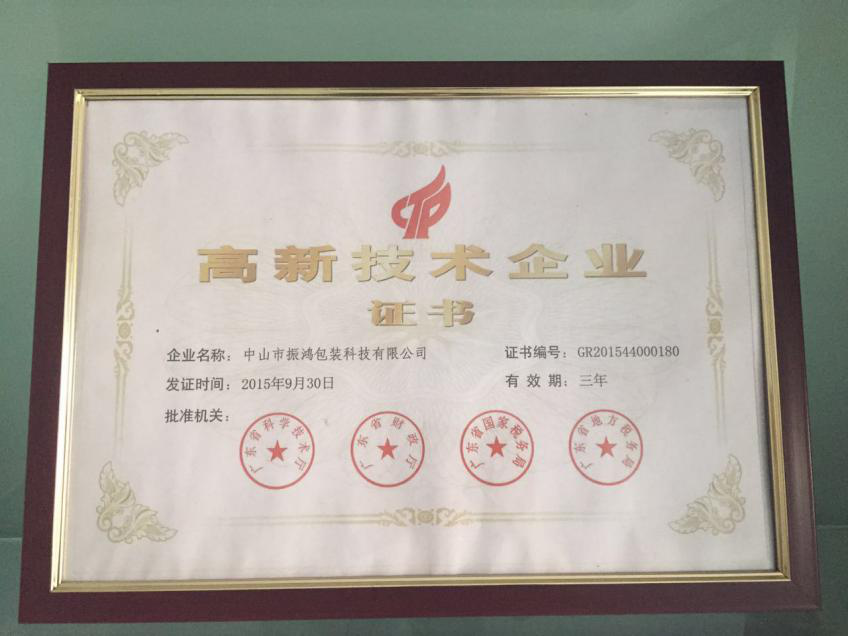 高新技术企业
证书
企业名称：中山市振鸿包装科技有限公司
证书编号：GR201544000180
发证时间：2015年9月30日
有效期：三年
批准机关：
广东省科学技术厅
广东省财政厅
广东省国家税务局
广东省地方税务局